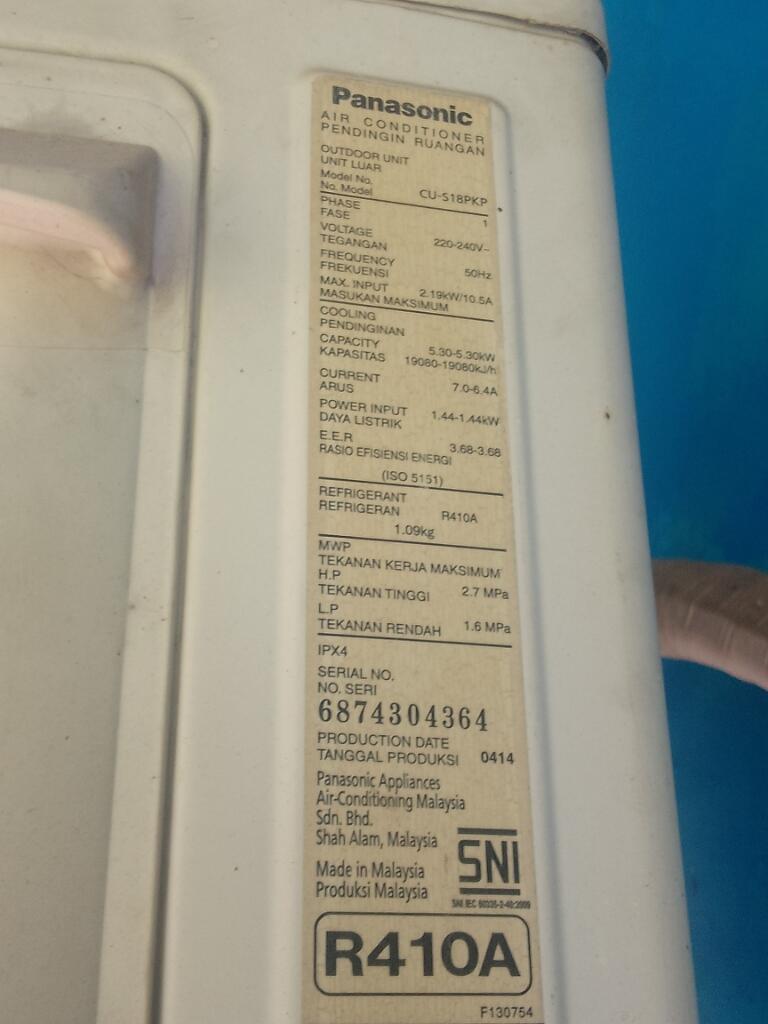 Panasonic
AIR CONDITIONER
PENDINGIN RUANGAN
OUTDOOR UNIT
UNIT LUAR
Model No.
No. Model CU-S18PKP
PHASE 1
FASE
VOLTAGE
TEGANGAN 220-240V~
FREQUENCY
FREKUENSI 50Hz
MAX. INPUT 2.19kW/10.5A
MASUKAN MAKSIMUM
COOLING
PENDINGINAN
CAPACITY 5.30-5.30kW
KAPASITAS 19080-19080kJ/h
CURRENT 7.0-6.4A
ARUS
POWER INPUT 1.44-1.44kW
DAYA LISTRIK
E.E.R 3.68-3.68
RASIO EFISIENSI ENERGI
(ISO 5151)
REFRIGERANT
REFRIGERAN R410A
1.09kg
MWP
TEKANAN KERJA MAKSIMUM
H.P
TEKANAN TINGGI 2.7 MPa
L.P
TEKANAN RENDAH 1.6 MPa
IPX4
SERIAL NO.
NO. SERI
6874304364
PRODUCTION DATE
TANGGAL PRODUKSI 0414
Panasonic Appliances
Air-Conditioning Malaysia
Sdn. Bhd.
Shah Alam, Malaysia
Made in Malaysia
Produksi Malaysia
SNI
SNI IEC 60335-2-40:2009
R410A
F130754